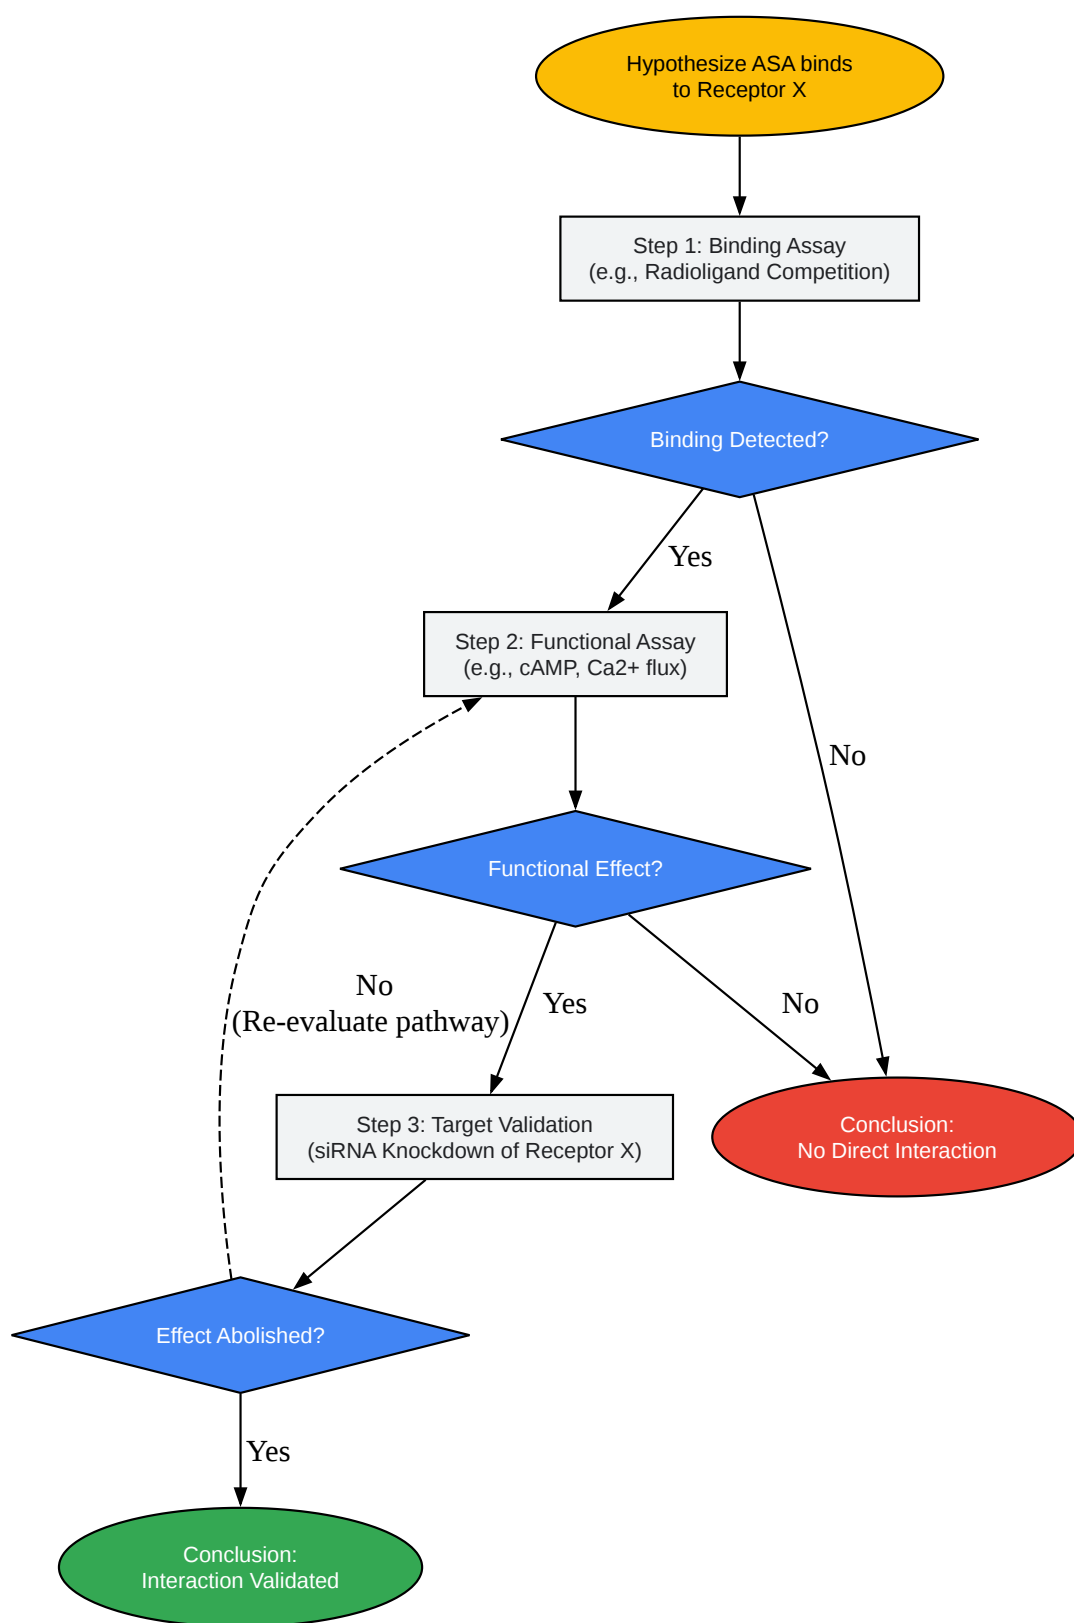 Hypothesize ASA binds
to Receptor X
Step 1: Binding Assay
(e.g., Radioligand Competition)
Binding Detected?
Yes
No
Step 2: Functional Assay
(e.g., cAMP, Ca2+ flux)
Functional Effect?
No
(Re-evaluate pathway)
Yes
No
Step 3: Target Validation
(siRNA Knockdown of Receptor X)
Conclusion:
No Direct Interaction
Effect Abolished?
Yes
Conclusion:
Interaction Validated